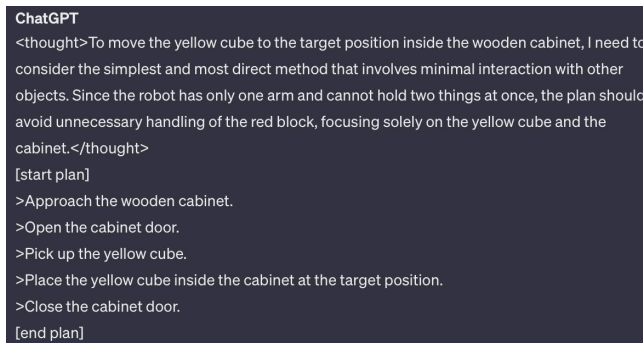 ChatGPT
<thought>To move the yellow cube to the target position inside the wooden cabinet, I need to
consider the simplest and most direct method that involves minimal interaction with other
objects. Since the robot has only one arm and cannot hold two things at once, the plan should
avoid unnecessary handling of the red block, focusing solely on the yellow cube and the
cabinet.</thought>
[start plan]
>Approach the wooden cabinet.
>Open the cabinet door.
>Pick up the yellow cube.
>Place the yellow cube inside the cabinet at the target position.
>Close the cabinet door.
[end plan]